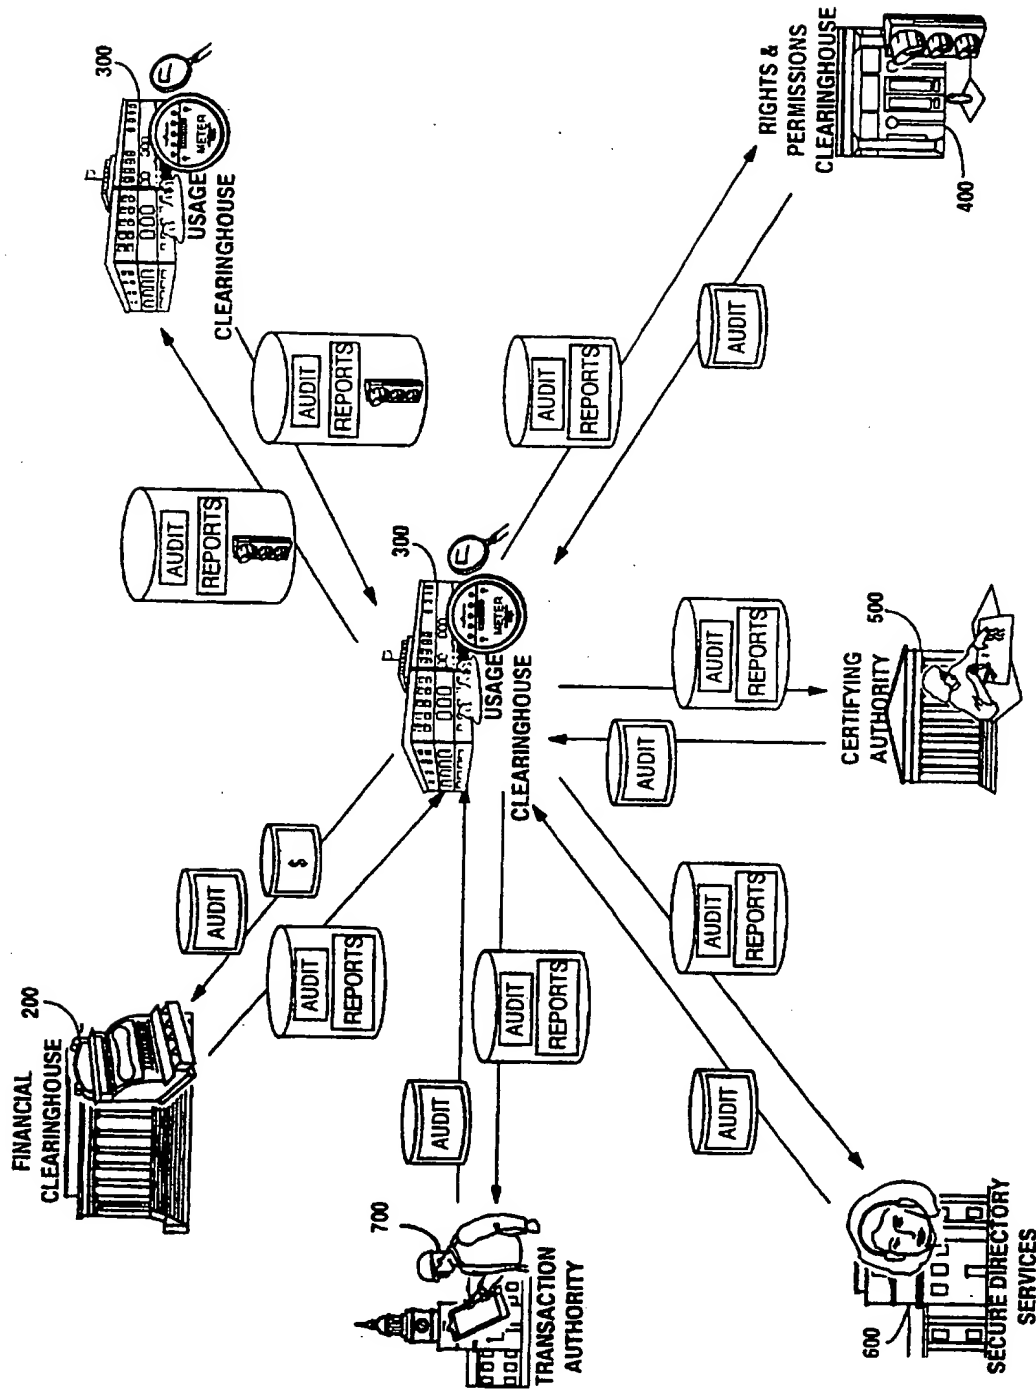 FINANCIAL
CLEARINGHOUSE
200
300
METER
USAGE
CLEARINGHOUSE
AUDIT
$
AUDIT
REPORTS
AUDIT
REPORTS
AUDIT
REPORTS
TRANSACTION
AUTHORITY
700
AUDIT
AUDIT
REPORTS
300
METER
USAGE
CLEARINGHOUSE
AUDIT
REPORTS
AUDIT
RIGHTS &
PERMISSIONS
CLEARINGHOUSE
400
AUDIT
AUDIT
REPORTS
AUDIT
AUDIT
REPORTS
600
SECURE DIRECTORY
SERVICES
CERTIFYING
AUTHORITY
500